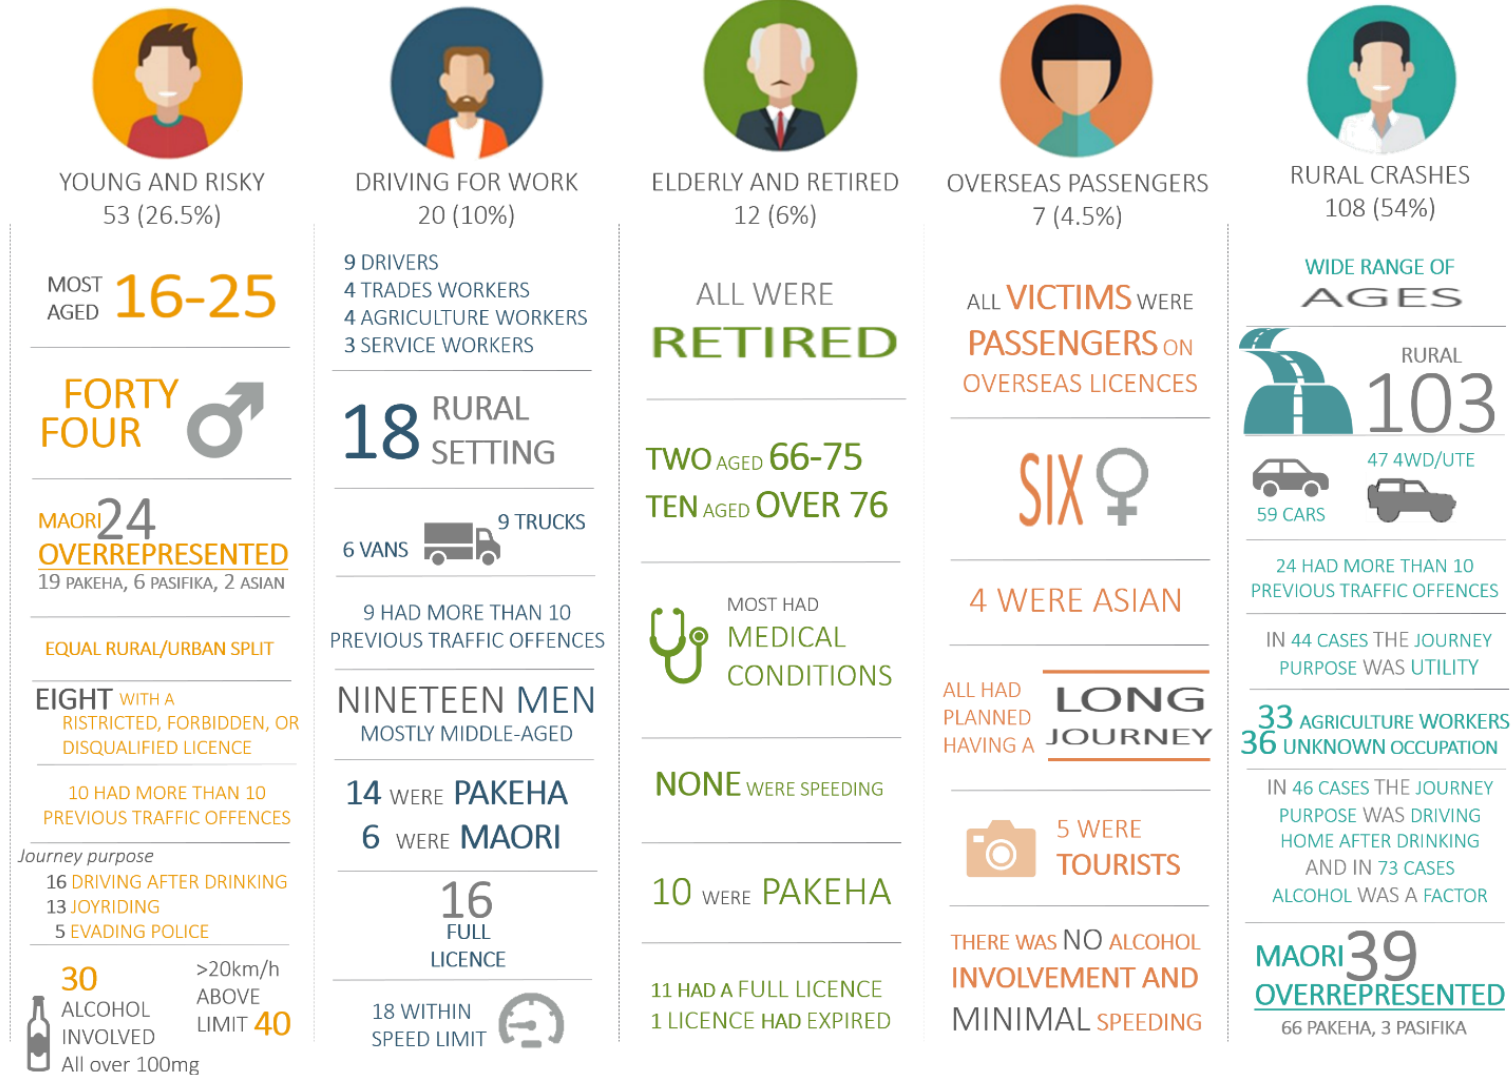 YOUNG AND RISKY
53 (26.5%)
MOST
AGED 16-25
FORTY
FOUR
MAORI 24
OVERREPRESENTED
19 PAKEHA, 6 PASIFIKA, 2 ASIAN
EQUAL RURAL/URBAN SPLIT
EIGHT WITH A
RISTRICTED, FORBIDDEN, OR
DISQUALIFIED LICENCE
10 HAD MORE THAN 10
PREVIOUS TRAFFIC OFFENCES
Journey purpose
16 DRIVING AFTER DRINKING
13 JOYRIDING
5 EVADING POLICE
30
ALCOHOL
INVOLVED
All over 100mg
>20km/h
ABOVE
LIMIT 40
DRIVING FOR WORK
20 (10%)
9 DRIVERS
4 TRADES WORKERS
4 AGRICULTURE WORKERS
3 SERVICE WORKERS
18 RURAL
SETTING
6 VANS
9 TRUCKS
9 HAD MORE THAN 10
PREVIOUS TRAFFIC OFFENCES
NINETEEN MEN
MOSTLY MIDDLE-AGED
14 WERE PAKEHA
6 WERE MAORI
16
FULL
LICENCE
18 WITHIN
SPEED LIMIT
ELDERLY AND RETIRED
12 (6%)
ALL WERE
RETIRED
TWO AGED 66-75
TEN AGED OVER 76
MOST HAD
MEDICAL
CONDITIONS
NONE WERE SPEEDING
10 WERE PAKEHA
11 HAD A FULL LICENCE
1 LICENCE HAD EXPIRED
OVERSEAS PASSENGERS
7 (4.5%)
ALL VICTIMS WERE
PASSENGERS ON
OVERSEAS LICENCES
SIX
4 WERE ASIAN
ALL HAD
PLANNED
HAVING A
LONG
JOURNEY
5 WERE
TOURISTS
THERE WAS NO ALCOHOL
INVOLVEMENT AND
MINIMAL SPEEDING
RURAL CRASHES
108 (54%)
WIDE RANGE OF
AGES
RURAL
103
59 CARS
47 4WD/UTE
24 HAD MORE THAN 10
PREVIOUS TRAFFIC OFFENCES
IN 44 CASES THE JOURNEY
PURPOSE WAS UTILITY
33 AGRICULTURE WORKERS
36 UNKNOWN OCCUPATION
IN 46 CASES THE JOURNEY
PURPOSE WAS DRIVING
HOME AFTER DRINKING
AND IN 73 CASES
ALCOHOL WAS A FACTOR
MAORI 39
OVERREPRESENTED
66 PAKEHA, 3 PASIFIKA